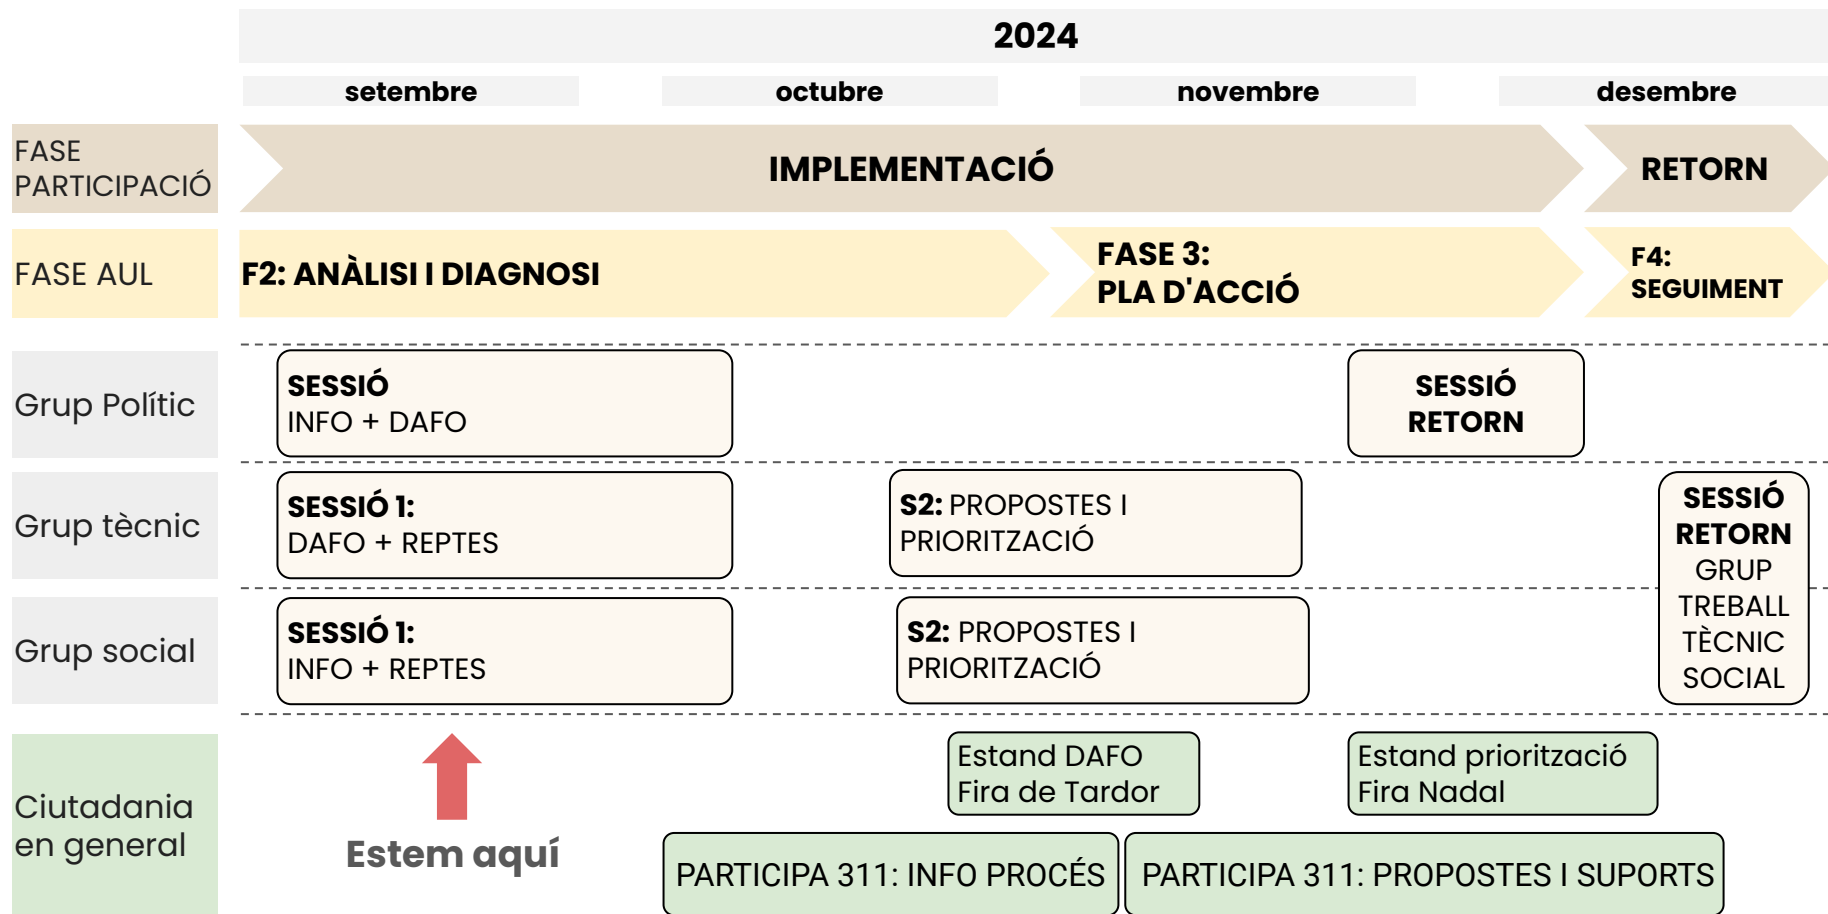 2024
setembre
octubre
novembre
desembre
FASE
PARTICIPACIÓ
IMPLEMENTACIÓ
RETORN
FASE AUL
F2: ANÀLISI I DIAGNOSI
FASE 3:
PLA D'ACCIÓ
F4:
SEGUIMENT
Grup Polític
SESSIÓ
INFO + DAFO
SESSIÓ
RETORN
Grup tècnic
SESSIÓ 1:
DAFO + REPTES
S2: PROPOSTES I
PRIORITZACIÓ
SESSIÓ
RETORN
GRUP
TREBALL
TÈCNIC
SOCIAL
Grup social
SESSIÓ 1:
INFO + REPTES
S2: PROPOSTES I
PRIORITZACIÓ
Ciutadania
en general
Estem aquí
Estand DAFO
Fira de Tardor
Estand priorització
Fira Nadal
PARTICIPA 311: INFO PROCÉS
PARTICIPA 311: PROPOSTES I SUPORTS